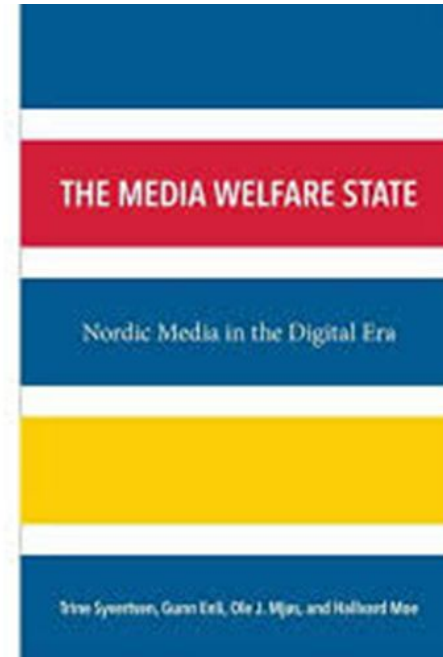 THE MEDIA WELFARE STATE
Nordic Media in the Digital Era
Trine Syvertsen, Gunn Enli, Ole J. Mjøs, and Hallvard Moe